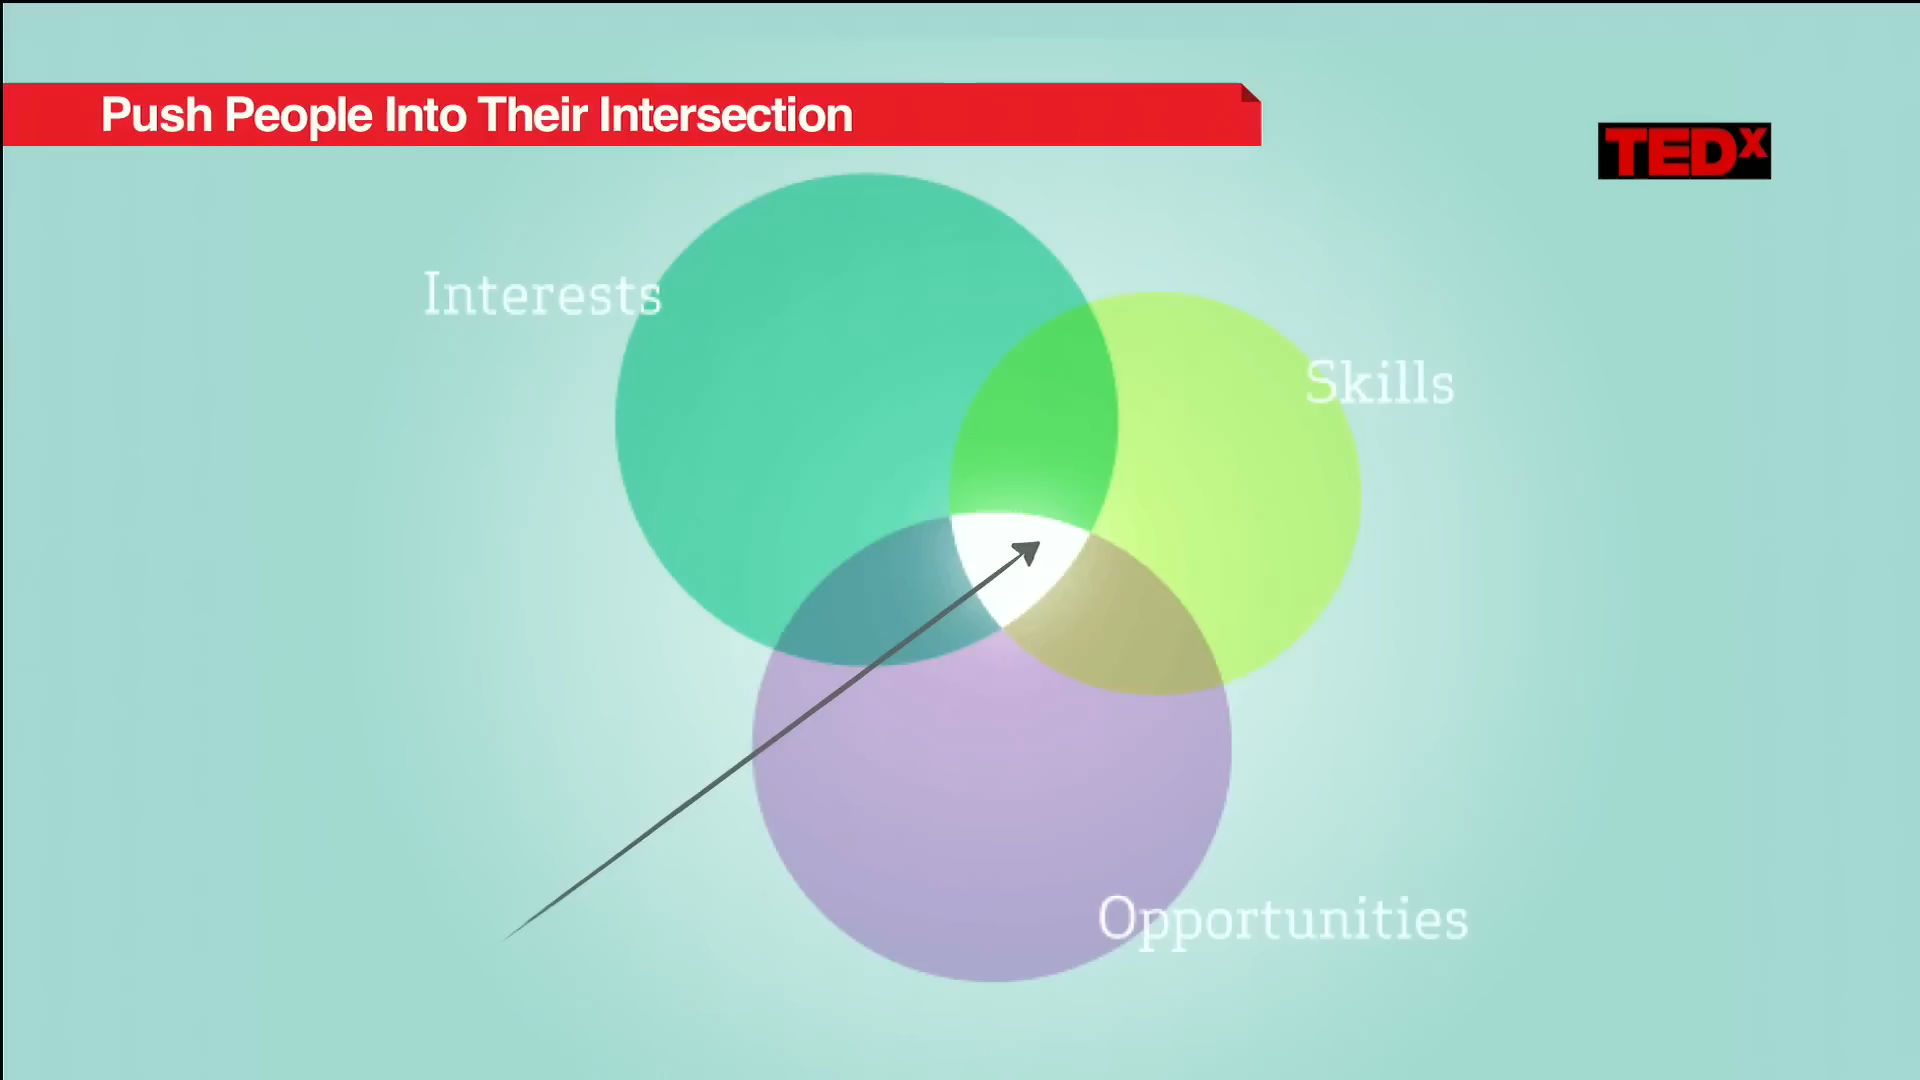 Push People Into Their Intersection
TEDx
Interests
Skills
Opportunities